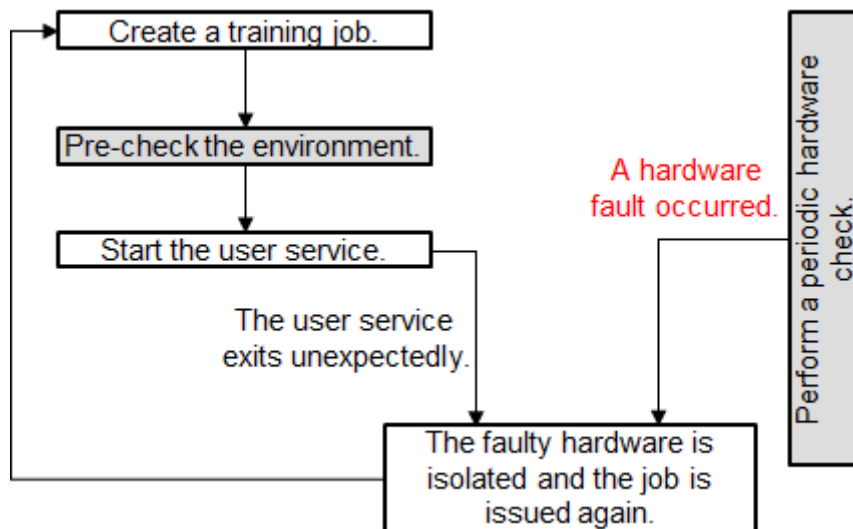 Create a training job.
Pre-check the environment.
Start the user service.
The user service
exits unexpectedly.
A hardware
fault occurred.
Perform a periodic hardware
check.
The faulty hardware is
isolated and the job is
issued again.